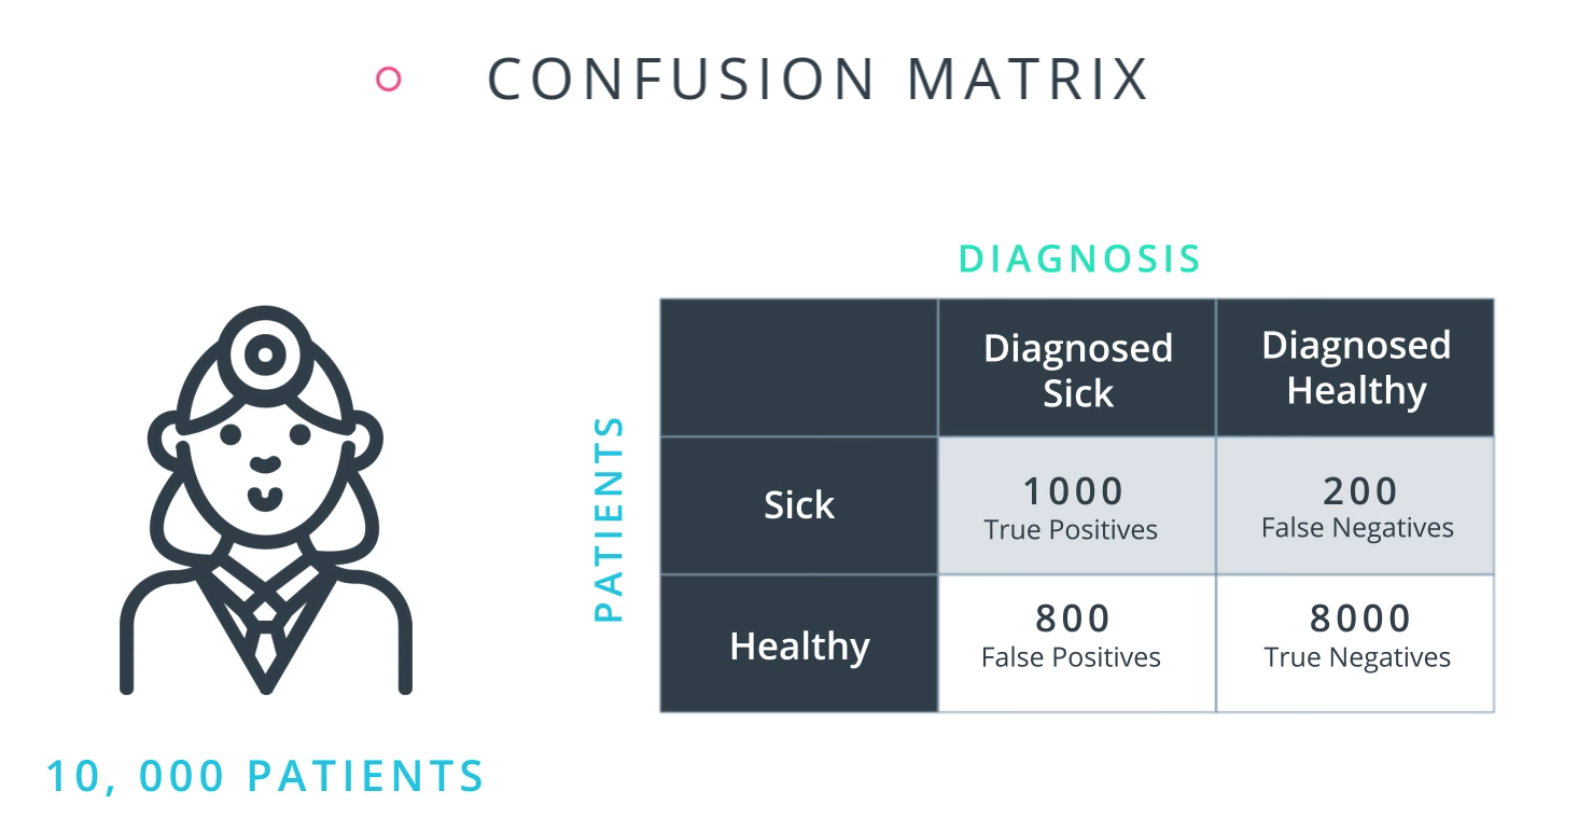 CONFUSION MATRIX
DIAGNOSIS
Diagnosed
Sick
Diagnosed
Healthy
PATIENTS
Sick
1000
True Positives
200
False Negatives
Healthy
800
False Positives
8000
True Negatives
10, 000 PATIENTS